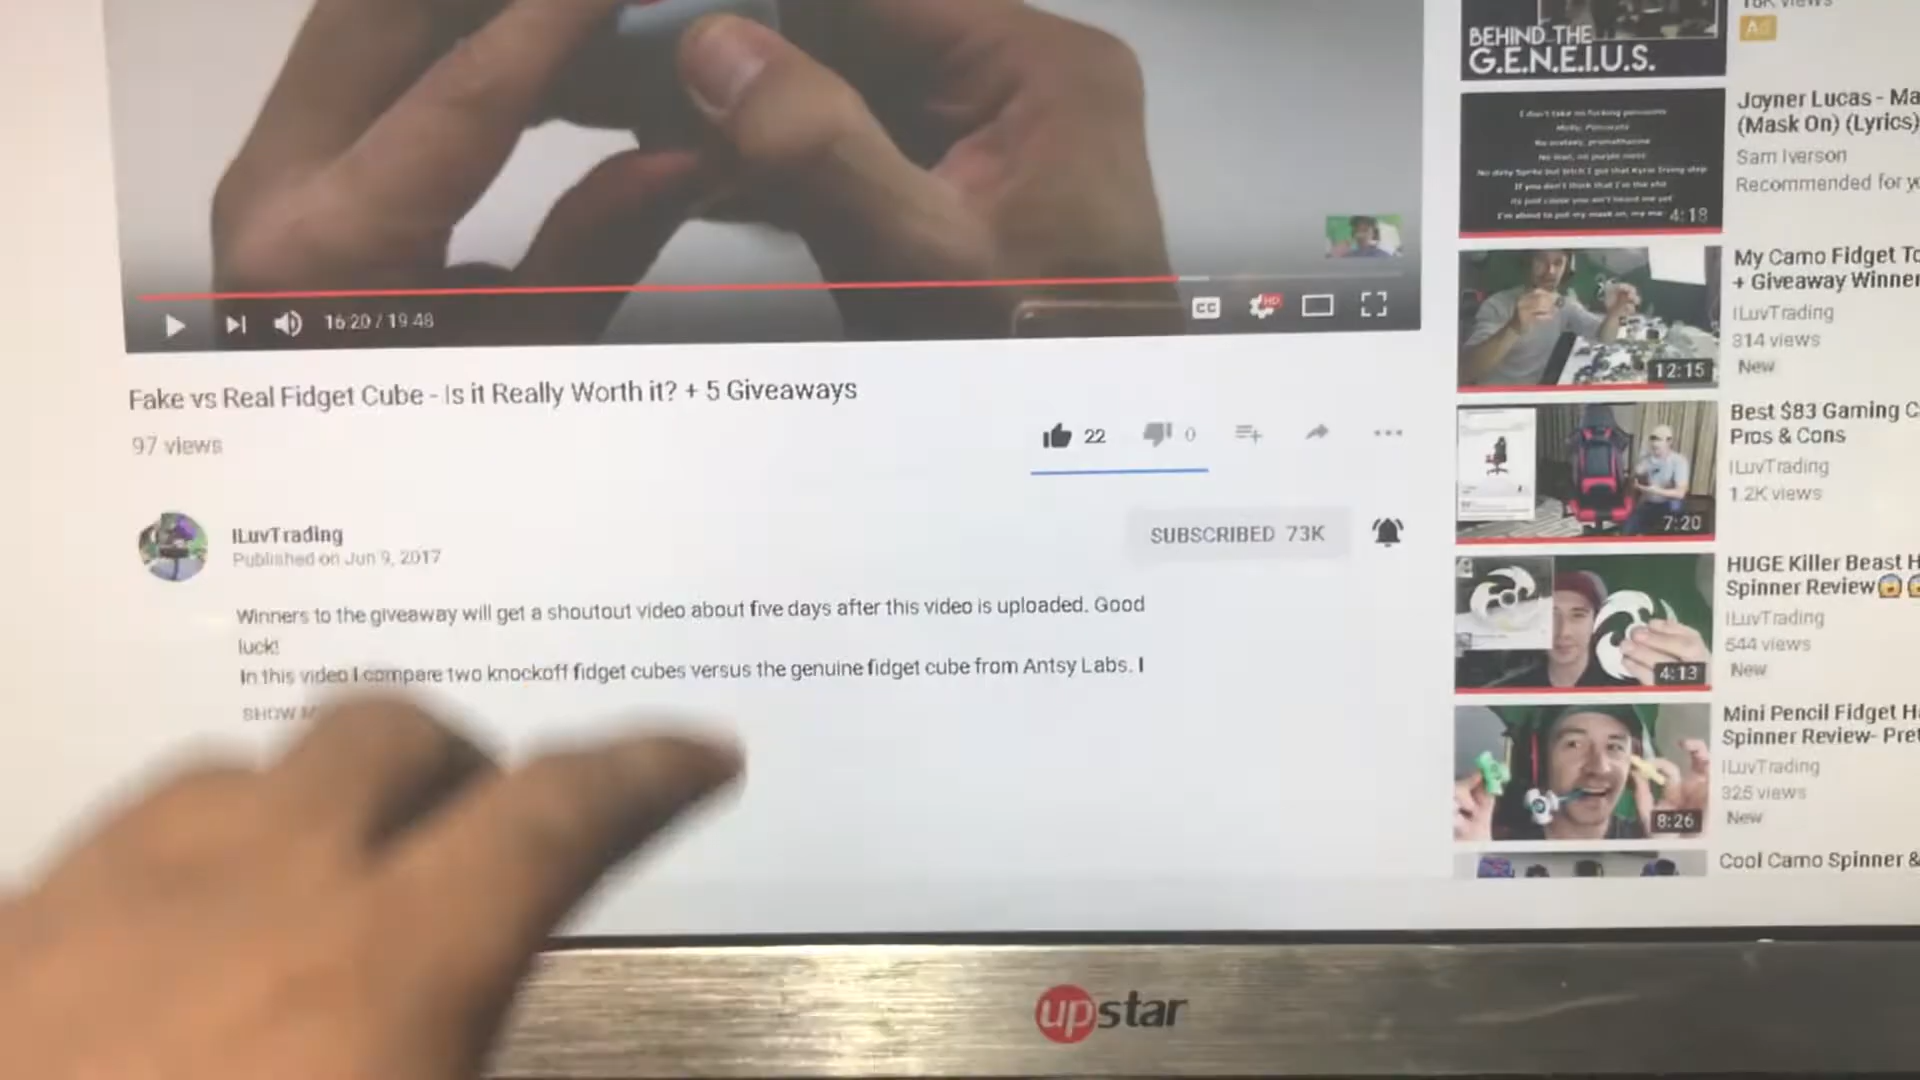 BEHIND THE
G.E.N.E.I.U.S.
Ad
Joyner Lucas - Ma
(Mask On) (Lyrics)
Sam Iverson
Recommended for yo
4:18
My Camo Fidget To
+ Giveaway Winner
ILuvTrading
314 views
New
12:15
Best $83 Gaming C
Pros & Cons
ILuvTrading
1.2K views
7:20
HUGE Killer Beast H
Spinner Review
ILuvTrading
544 views
New
4:13
Mini Pencil Fidget Ha
Spinner Review- Pret
ILuvTrading
325 views
New
8:26
Cool Camo Spinner &
16:20 / 19:48
CC
HD
Fake vs Real Fidget Cube - Is it Really Worth it? + 5 Giveaways
97 views
22
0
ILuvTrading
Published on Jun 9, 2017
SUBSCRIBED 73K
Winners to the giveaway will get a shoutout video about five days after this video is uploaded. Good
luck!
In this video I compare two knockoff fidget cubes versus the genuine fidget cube from Antsy Labs. I
SHOW M
upstar